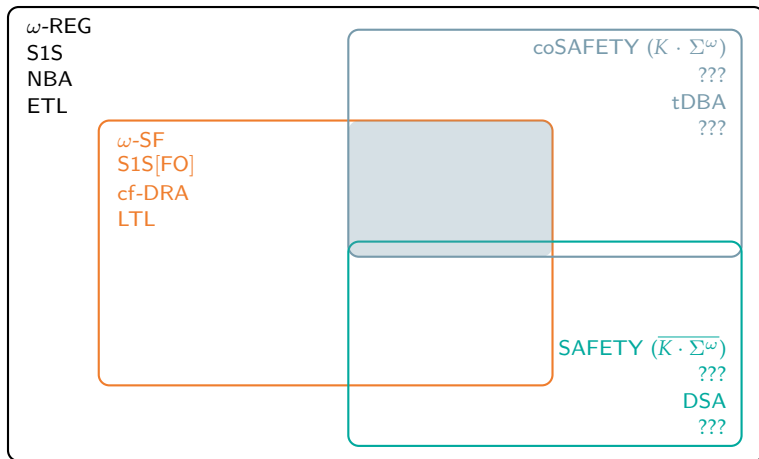 ω-REG
S1S
NBA
ETL
coSAFETY (K · Σ^ω)
???
tDBA
???
ω-SF
S1S[FO]
cf-DRA
LTL
SAFETY (\overline{K · Σ^ω})
???
DSA
???